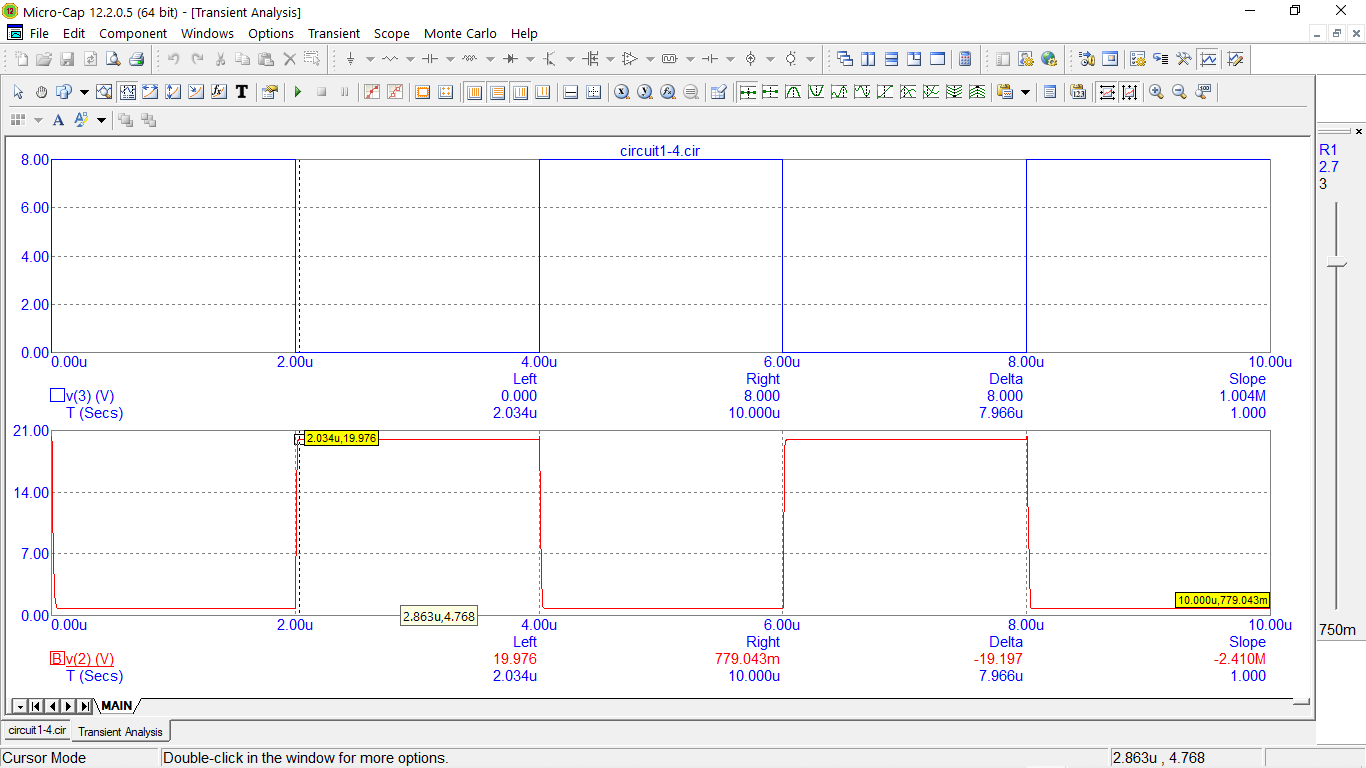 Micro-Cap 12.2.0.5 (64 bit) - [Transient Analysis]
File Edit Component Windows Options Transient Scope Monte Carlo Help
circuit1-4.cir
8.00
6.00
4.00
2.00
0.00
0.00u 2.00u 4.00u 6.00u 8.00u 10.00u
Left Right Delta Slope
v(3) (V) 0.000 8.000 8.000 1.004M
T (Secs) 2.034u 10.000u 7.966u 1.000
21.00
2.034u,19.976
14.00
7.00
10.000u,779.043m
0.00
2.863u,4.768
0.00u 2.00u 4.00u 6.00u 8.00u 10.00u
Left Right Delta Slope
B v(2) (V) 19.976 779.043m -19.197 -2.410M
T (Secs) 2.034u 10.000u 7.966u 1.000
MAIN
circuit1-4.cir Transient Analysis
Cursor Mode Double-click in the window for more options. 2.863u , 4.768
R1
2.7
3
750m